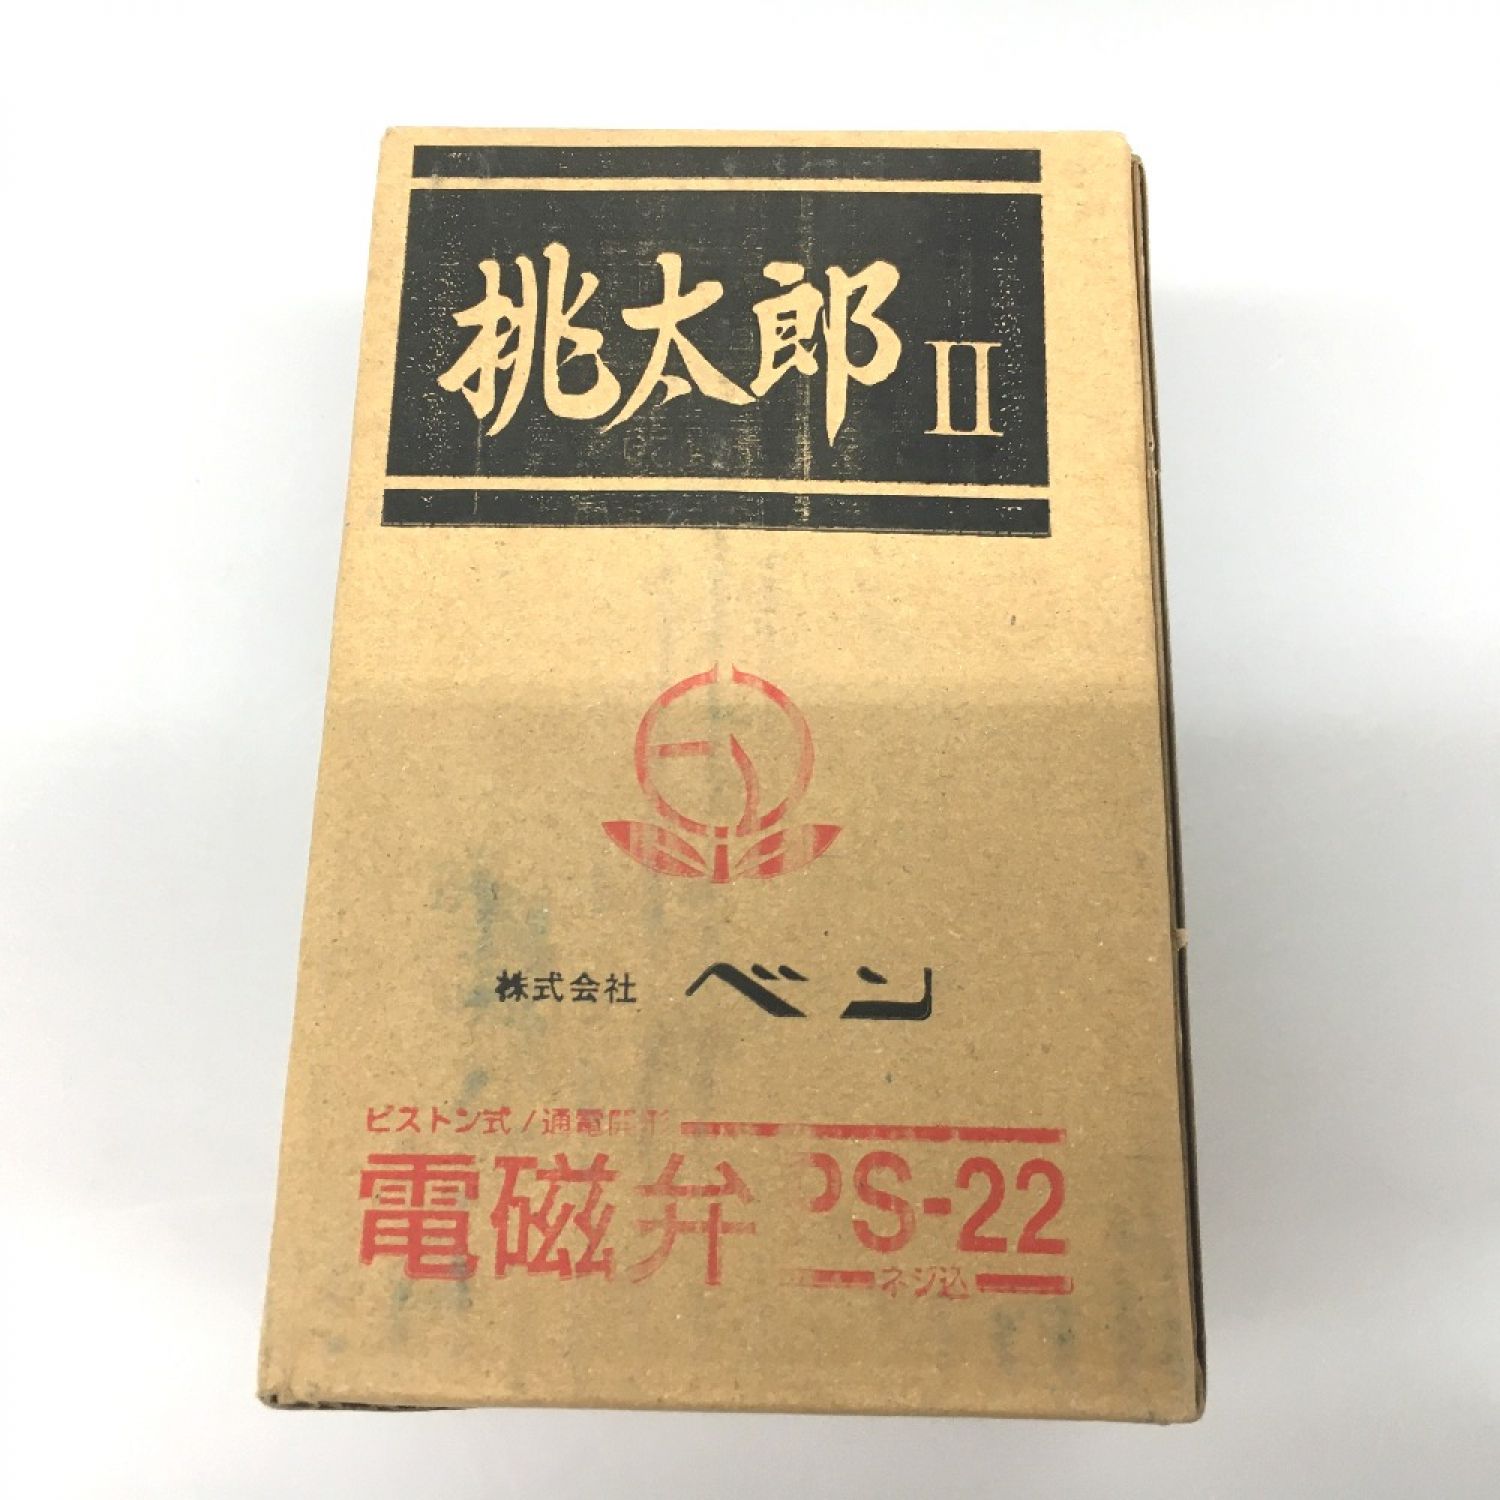 桃太郎 II
株式会社 ベン
ピストン式/通電開形
電磁弁 PS-22
ネジ込